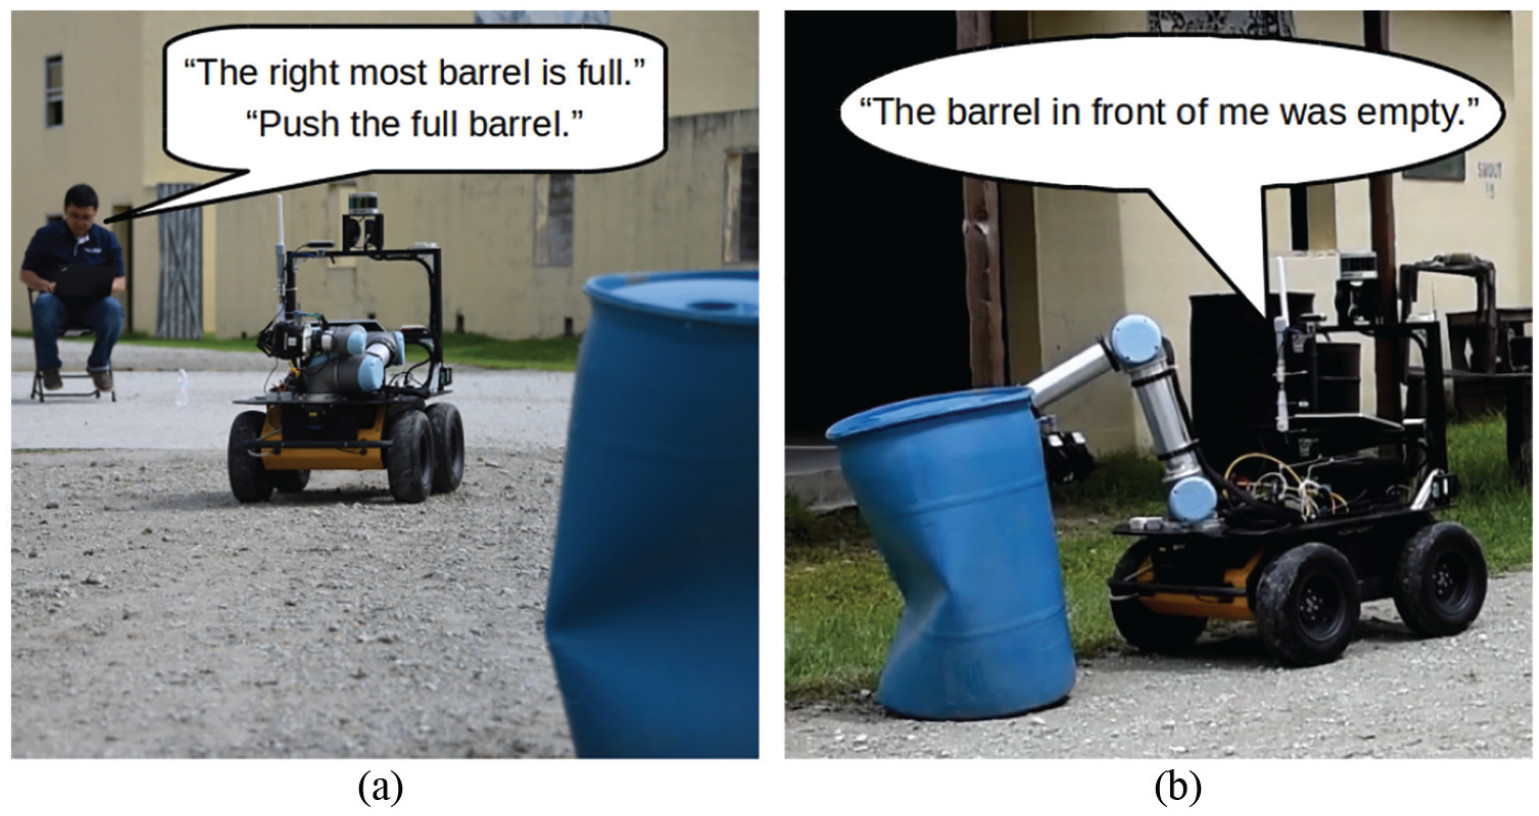 “The right most barrel is full.”
“Push the full barrel.”
“The barrel in front of me was empty.”
(a)
(b)